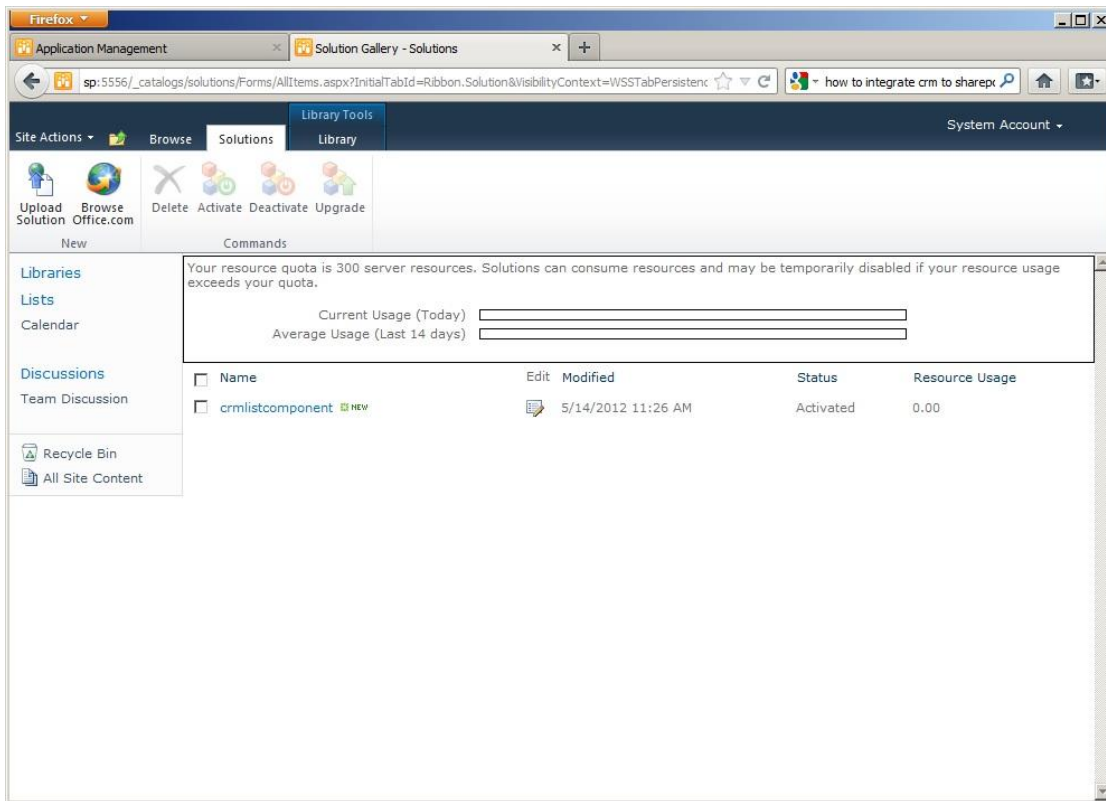 Firefox
Application Management
Solution Gallery - Solutions
sp:5556/_catalogs/solutions/Forms/AllItems.aspx?InitialTabId=Ribbon.Solution&VisibilityContext=WSSTabPersistenc
how to integrate crm to sharepc
Library Tools
System Account
Site Actions
Browse
Solutions
Library
Upload Solution
Browse Office.com
Delete
Activate
Deactivate
Upgrade
New
Commands
Libraries
Lists
Calendar
Discussions
Team Discussion
Recycle Bin
All Site Content
Your resource quota is 300 server resources. Solutions can consume resources and may be temporarily disabled if your resource usage
exceeds your quota.
Current Usage (Today)
Average Usage (Last 14 days)
Name Edit Modified Status Resource Usage
crmlistcomponent NEW 5/14/2012 11:26 AM Activated 0.00